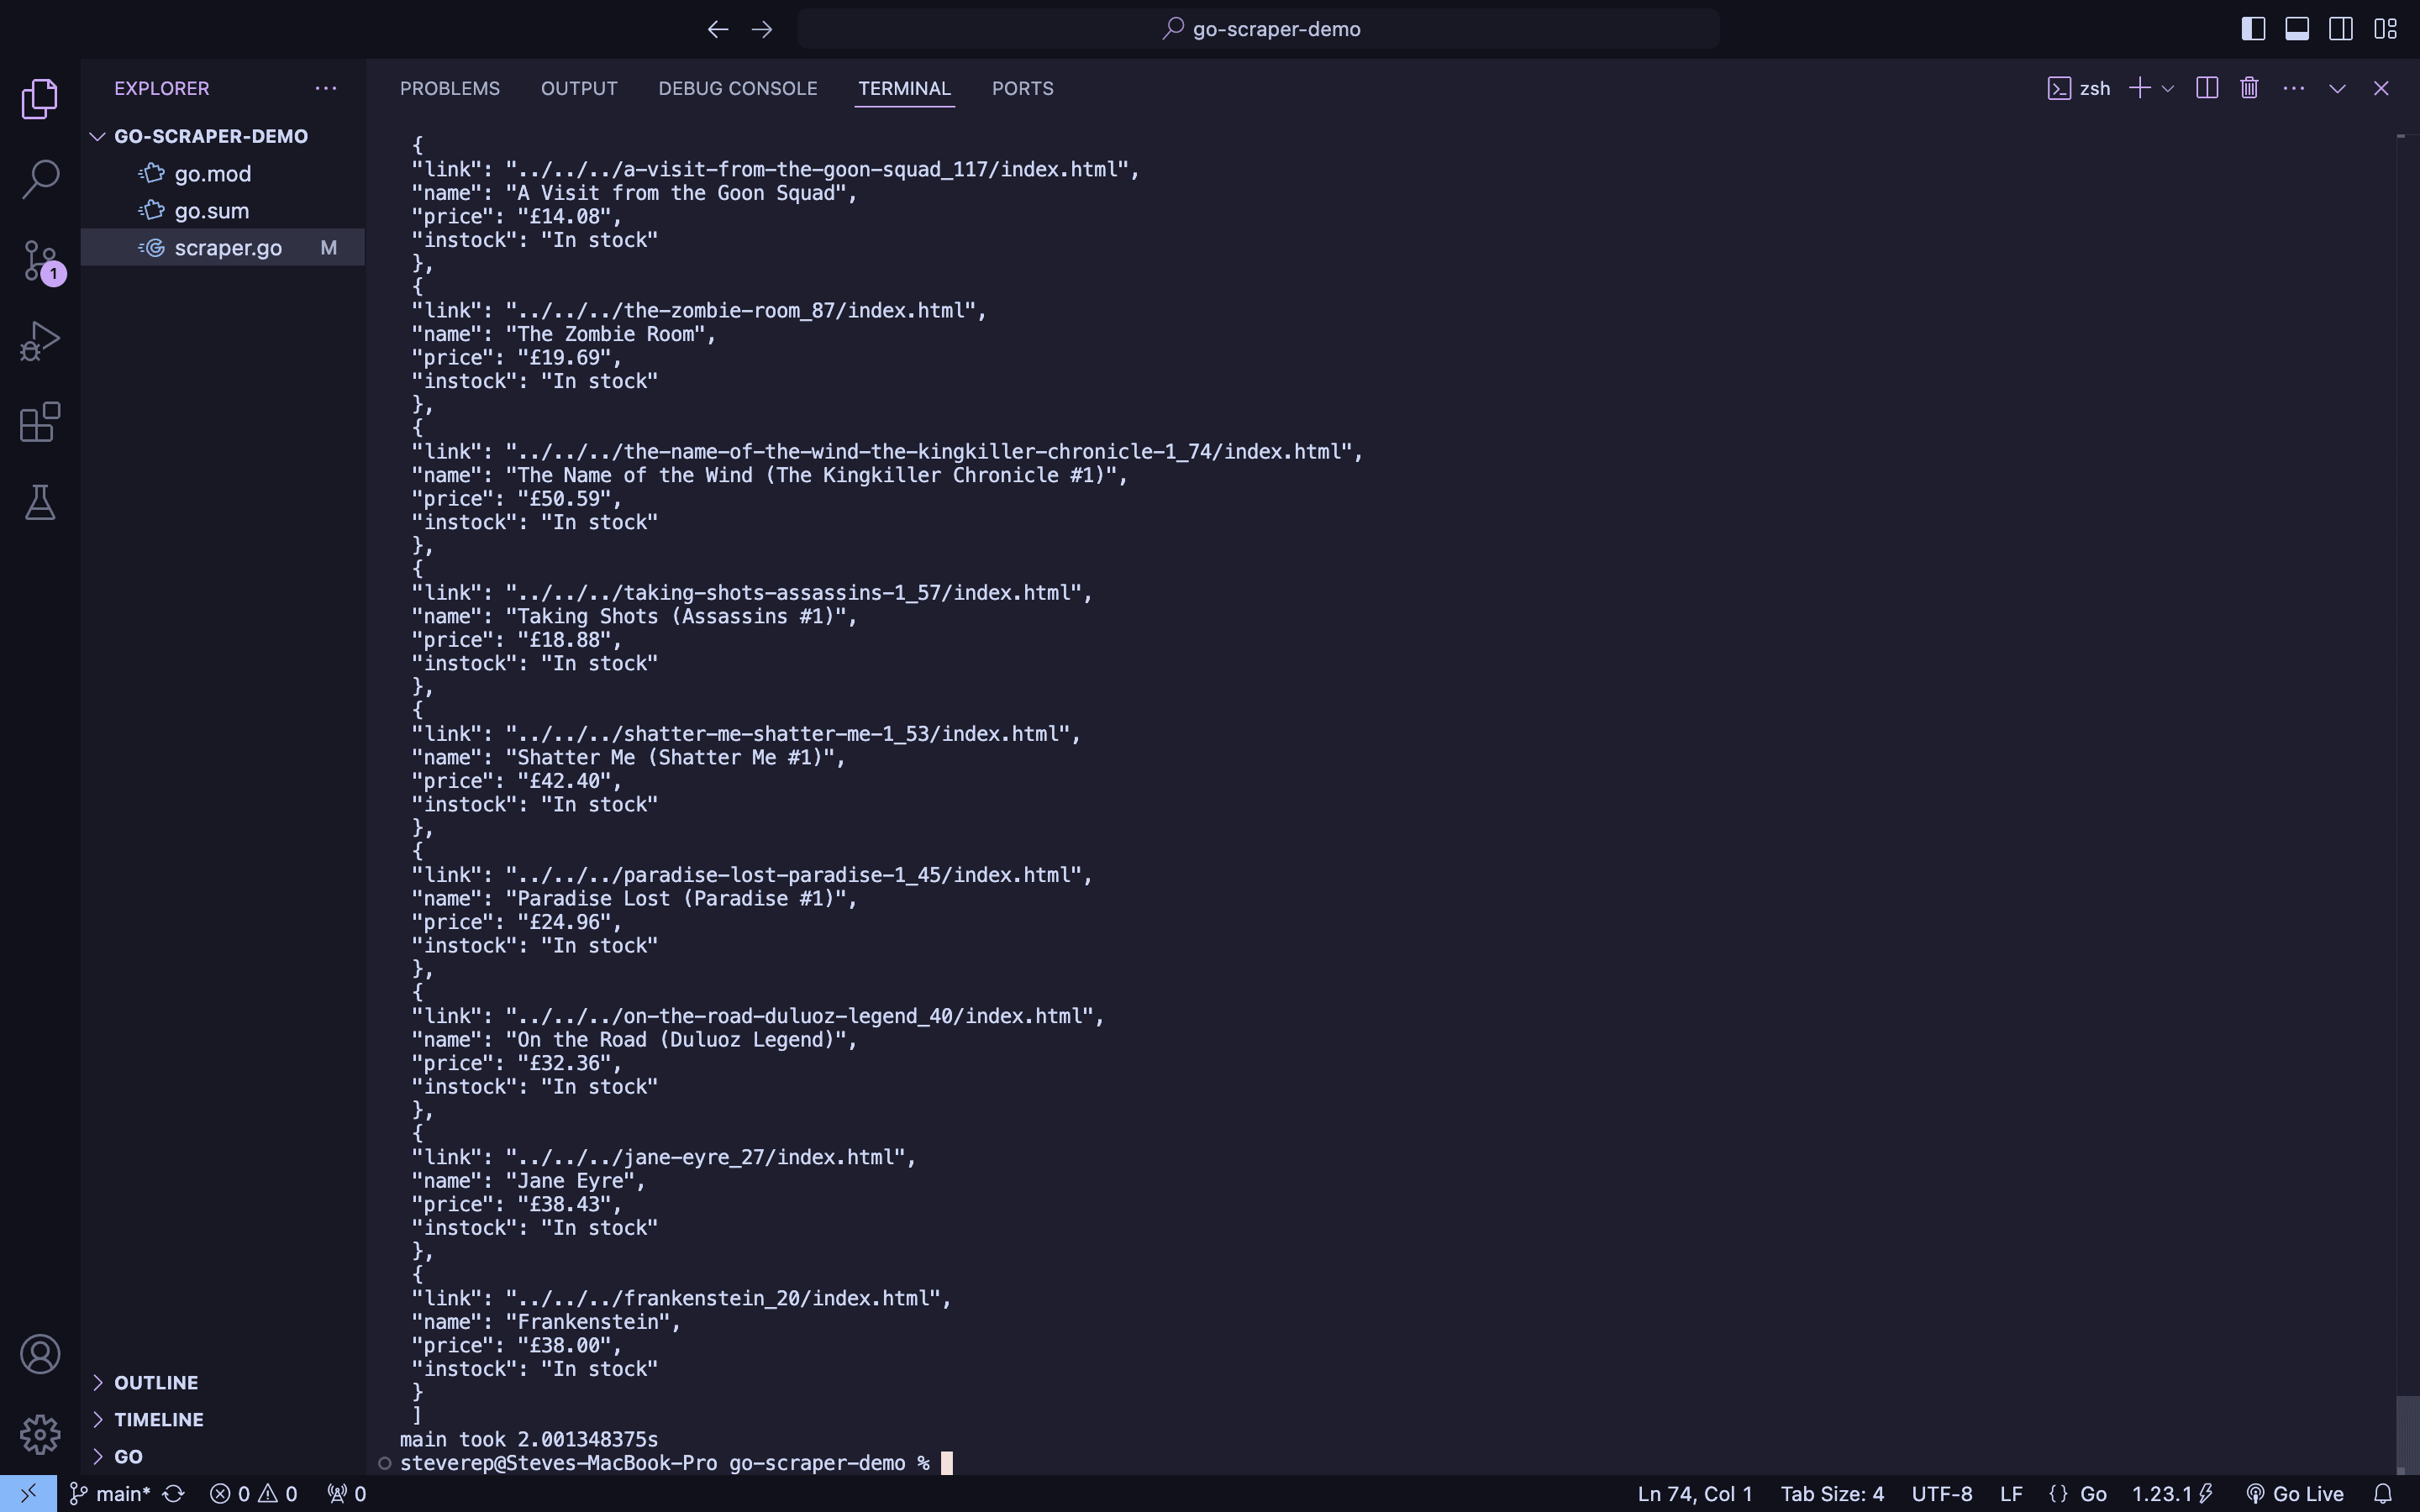 go-scraper-demo
EXPLORER
GO-SCRAPER-DEMO
go.mod
go.sum
scraper.go M
1
OUTLINE
TIMELINE
GO
PROBLEMS OUTPUT DEBUG CONSOLE TERMINAL PORTS
zsh
{
"link": "../../../a-visit-from-the-goon-squad_117/index.html",
"name": "A Visit from the Goon Squad",
"price": "£14.08",
"instock": "In stock"
},
{
"link": "../../../the-zombie-room_87/index.html",
"name": "The Zombie Room",
"price": "£19.69",
"instock": "In stock"
},
{
"link": "../../../the-name-of-the-wind-the-kingkiller-chronicle-1_74/index.html",
"name": "The Name of the Wind (The Kingkiller Chronicle #1)",
"price": "£50.59",
"instock": "In stock"
},
{
"link": "../../../taking-shots-assassins-1_57/index.html",
"name": "Taking Shots (Assassins #1)",
"price": "£18.88",
"instock": "In stock"
},
{
"link": "../../../shatter-me-shatter-me-1_53/index.html",
"name": "Shatter Me (Shatter Me #1)",
"price": "£42.40",
"instock": "In stock"
},
{
"link": "../../../paradise-lost-paradise-1_45/index.html",
"name": "Paradise Lost (Paradise #1)",
"price": "£24.96",
"instock": "In stock"
},
{
"link": "../../../on-the-road-duluoz-legend_40/index.html",
"name": "On the Road (Duluoz Legend)",
"price": "£32.36",
"instock": "In stock"
},
{
"link": "../../../jane-eyre_27/index.html",
"name": "Jane Eyre",
"price": "£38.43",
"instock": "In stock"
},
{
"link": "../../../frankenstein_20/index.html",
"name": "Frankenstein",
"price": "£38.00",
"instock": "In stock"
}
]
main took 2.001348375s
steverep@Steves-MacBook-Pro go-scraper-demo %
main* 0 0 0 Ln 74, Col 1 Tab Size: 4 UTF-8 LF {} Go 1.23.1 Go Live